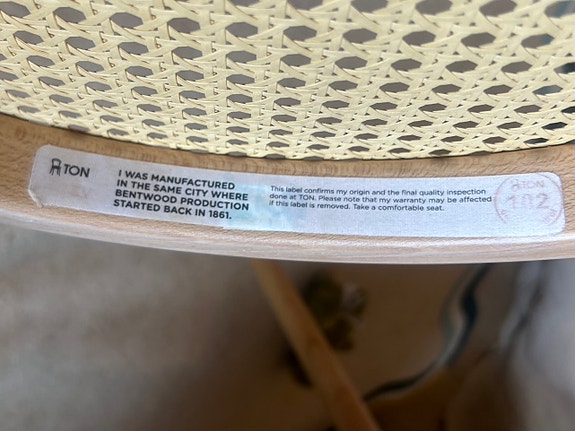 TON
I WAS MANUFACTURED
IN THE SAME CITY WHERE
BENTWOOD PRODUCTION
STARTED BACK IN 1861.
This label confirms my origin and the final quality inspection
done at TON. Please note that my warranty may be affected
if this label is removed. Take a comfortable seat.
TON
102